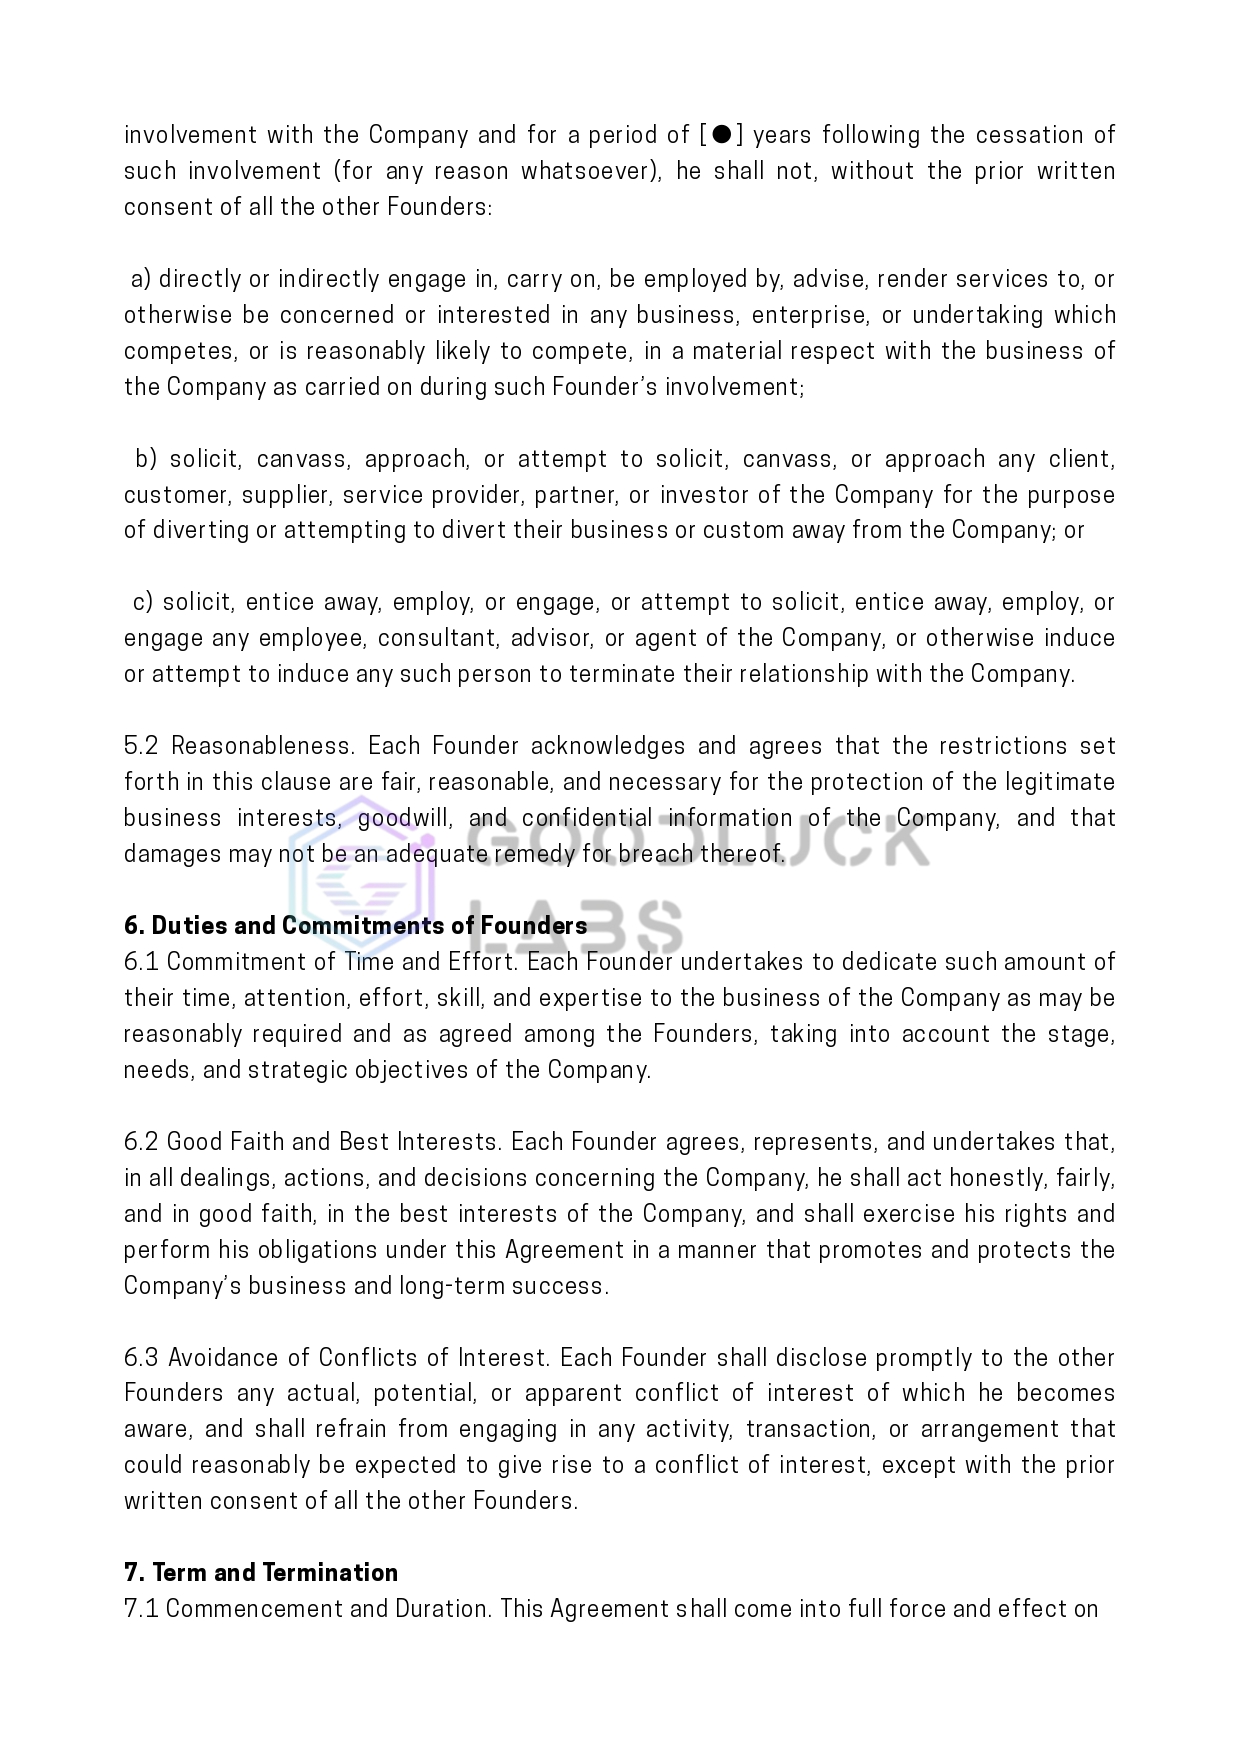 involvement with the Company and for a period of [●] years following the cessation of
such involvement (for any reason whatsoever), he shall not, without the prior written
consent of all the other Founders:
a) directly or indirectly engage in, carry on, be employed by, advise, render services to, or
otherwise be concerned or interested in any business, enterprise, or undertaking which
competes, or is reasonably likely to compete, in a material respect with the business of
the Company as carried on during such Founder’s involvement;
b) solicit, canvass, approach, or attempt to solicit, canvass, or approach any client,
customer, supplier, service provider, partner, or investor of the Company for the purpose
of diverting or attempting to divert their business or custom away from the Company; or
c) solicit, entice away, employ, or engage, or attempt to solicit, entice away, employ, or
engage any employee, consultant, advisor, or agent of the Company, or otherwise induce
or attempt to induce any such person to terminate their relationship with the Company.
5.2 Reasonableness. Each Founder acknowledges and agrees that the restrictions set
forth in this clause are fair, reasonable, and necessary for the protection of the legitimate
business interests, goodwill, and confidential information of the Company, and that
damages may not be an adequate remedy for breach thereof.
GOODLUCK
LABS
6. Duties and Commitments of Founders
6.1 Commitment of Time and Effort. Each Founder undertakes to dedicate such amount of
their time, attention, effort, skill, and expertise to the business of the Company as may be
reasonably required and as agreed among the Founders, taking into account the stage,
needs, and strategic objectives of the Company.
6.2 Good Faith and Best Interests. Each Founder agrees, represents, and undertakes that,
in all dealings, actions, and decisions concerning the Company, he shall act honestly, fairly,
and in good faith, in the best interests of the Company, and shall exercise his rights and
perform his obligations under this Agreement in a manner that promotes and protects the
Company’s business and long-term success.
6.3 Avoidance of Conflicts of Interest. Each Founder shall disclose promptly to the other
Founders any actual, potential, or apparent conflict of interest of which he becomes
aware, and shall refrain from engaging in any activity, transaction, or arrangement that
could reasonably be expected to give rise to a conflict of interest, except with the prior
written consent of all the other Founders.
7. Term and Termination
7.1 Commencement and Duration. This Agreement shall come into full force and effect on